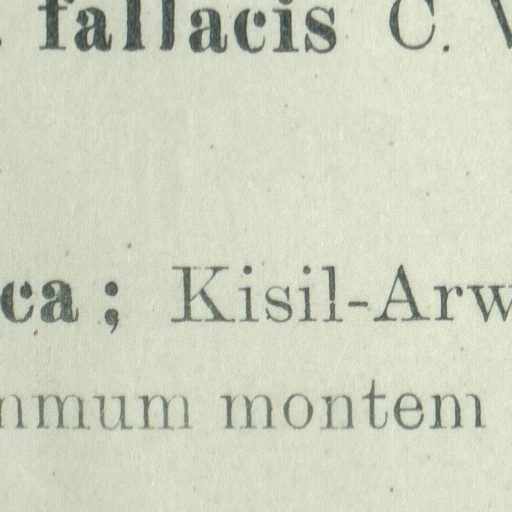 . fallacis C. V
ca; Kisil-Arw
mmum montem